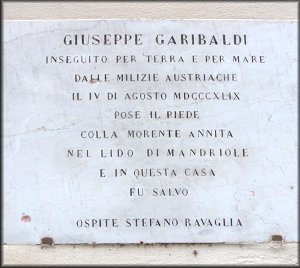 GIUSEPPE GARIBALDI
INSEGUITO PER TERRA E PER MARE
DALLE MILIZIE AUSTRIACHE
IL IV DI AGOSTO MDCCCXLIX
POSE IL PIEDE
COLLA MORENTE ANNITA
NEL LIDO DI MANDRIOLE
E IN QUESTA CASA
FU SALVO
OSPITE STEFANO RAVAGLIA